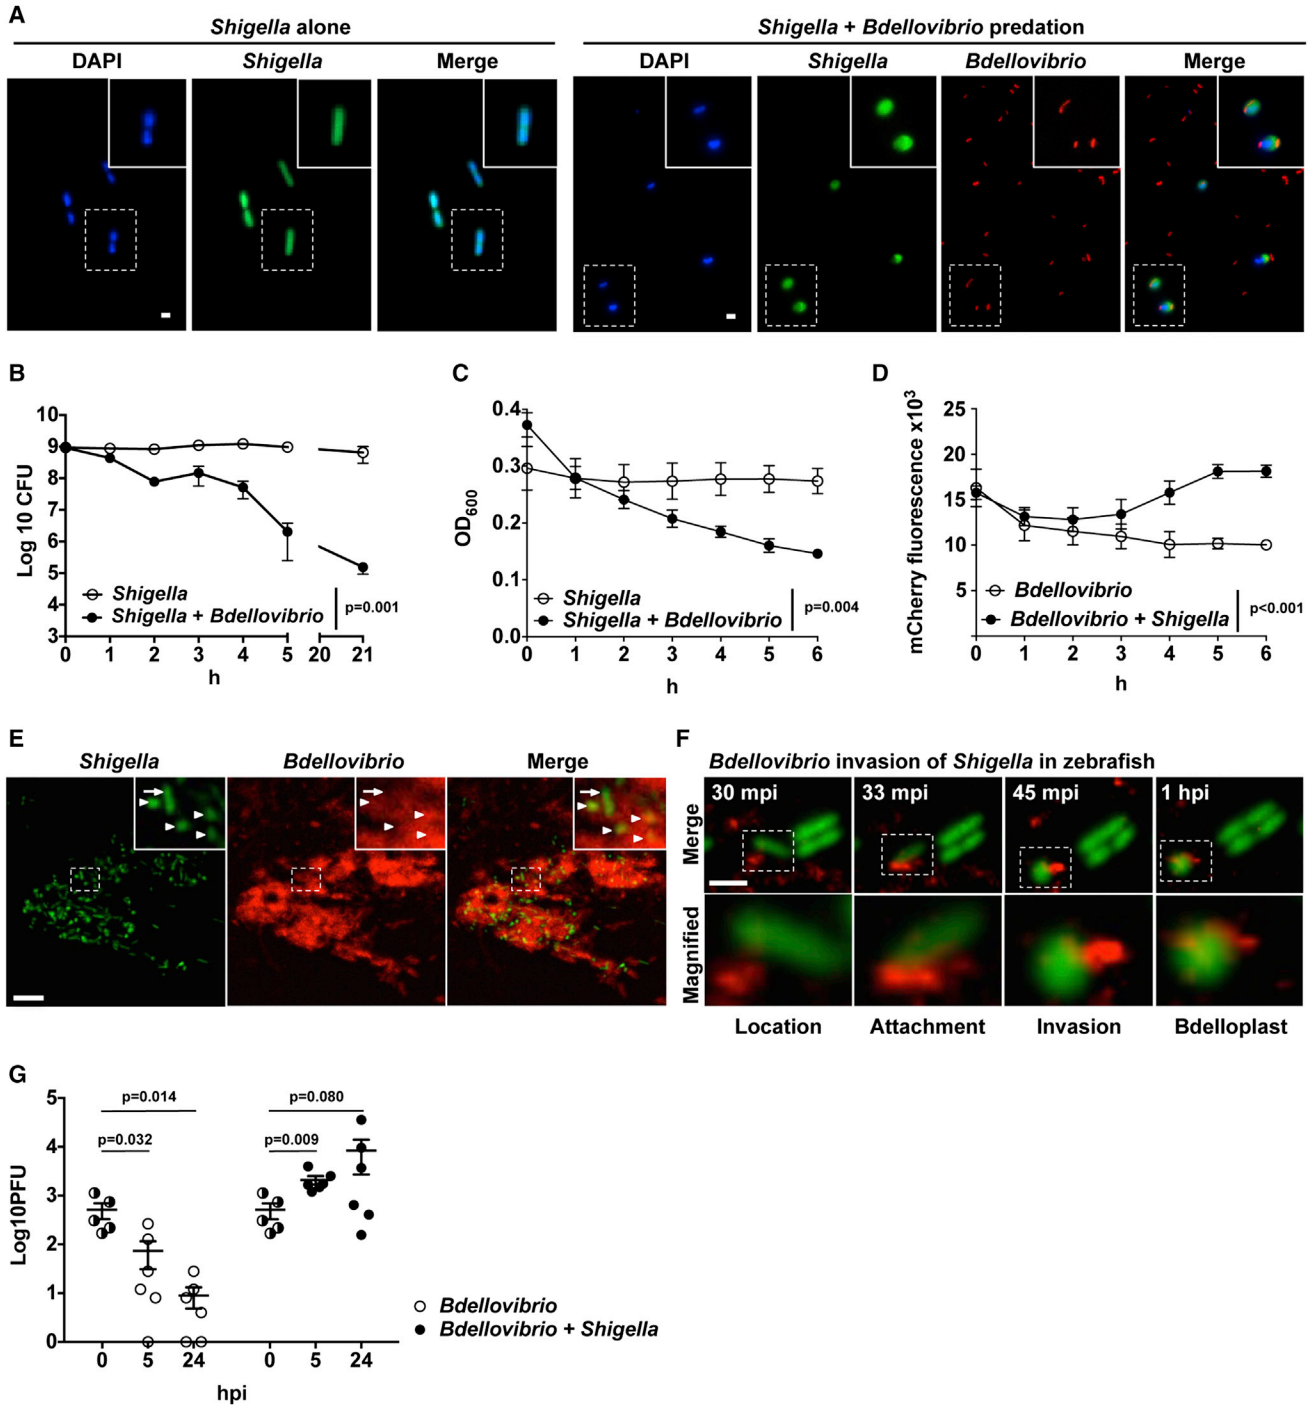 A
Shigella alone
Shigella + Bdellovibrio predation
DAPI Shigella Merge
DAPI Shigella Bdellovibrio Merge
B
10
9
8
7
6
5
4
3
Log 10 CFU
Shigella
Shigella + Bdellovibrio
p=0.001
0 1 2 3 4 5 20 21
h
C
0.4
0.3
0.2
0.1
0.0
OD600
Shigella
Shigella + Bdellovibrio
p=0.004
0 1 2 3 4 5 6
h
D
25
20
15
10
5
mCherry fluorescence x10³
Bdellovibrio
Bdellovibrio + Shigella
p<0.001
0 1 2 3 4 5 6
h
E
Shigella Bdellovibrio Merge
F
Bdellovibrio invasion of Shigella in zebrafish
Merge
30 mpi 33 mpi 45 mpi 1 hpi
Magnified
Location Attachment Invasion Bdelloplast
G
5
4
3
2
1
0
Log10PFU
p=0.014
p=0.032
p=0.080
p=0.009
0 5 24 0 5 24
hpi
Bdellovibrio
Bdellovibrio + Shigella